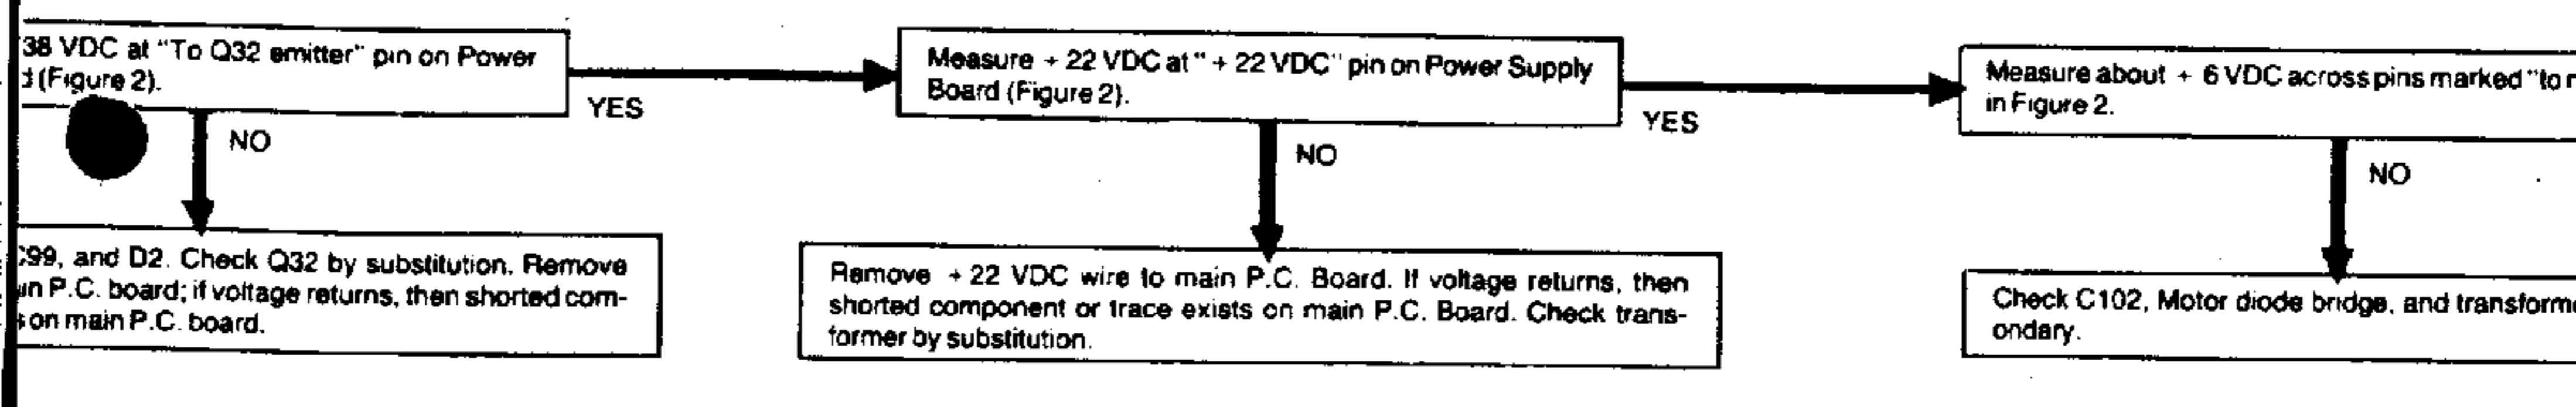 38 VDC at "To Q32 emitter" pin on Power
(Figure 2).
YES
NO
C99, and D2. Check Q32 by substitution. Remove
P.C. board; if voltage returns, then shorted com-
on main P.C. board.
Measure + 22 VDC at " + 22 VDC" pin on Power Supply
Board (Figure 2).
YES
NO
Remove + 22 VDC wire to main P.C. Board. If voltage returns, then
shorted component or trace exists on main P.C. Board. Check trans-
former by substitution.
Measure about + 6 VDC across pins marked "to
in Figure 2.
NO
Check C102, Motor diode bridge, and transform
ondary.